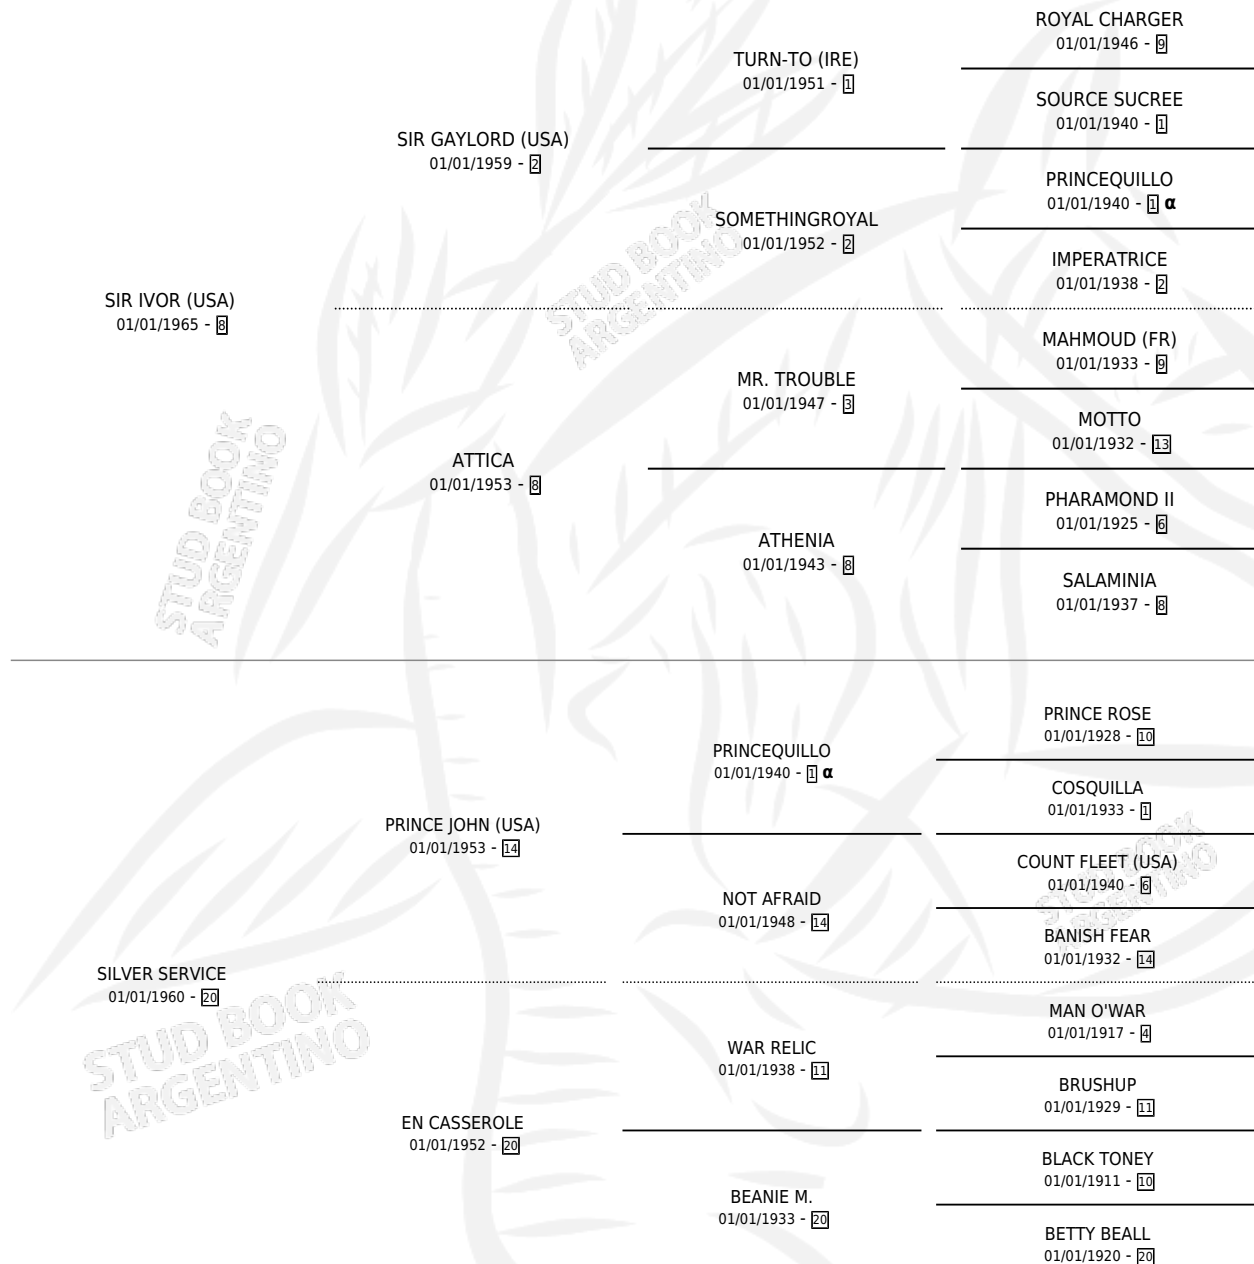 ROYAL CHARGER
01/01/1946 - 9
TURN-TO (IRE)
01/01/1951 - 1
SOURCE SUCREE
01/01/1940 - 1
SIR GAYLORD (USA)
01/01/1959 - 2
PRINCEQUILLO
01/01/1940 - 1 α
SOMETHINGROYAL
01/01/1952 - 2
IMPERATRICE
01/01/1938 - 2
SIR IVOR (USA)
01/01/1965 - 8
MAHMOUD (FR)
01/01/1933 - 9
MR. TROUBLE
01/01/1947 - 3
MOTTO
01/01/1932 - 13
ATTICA
01/01/1953 - 8
PHARAMOND II
01/01/1925 - 6
ATHENIA
01/01/1943 - 8
SALAMINIA
01/01/1937 - 8
PRINCE ROSE
01/01/1928 - 10
PRINCEQUILLO
01/01/1940 - 1 α
COSQUILLA
01/01/1933 - 1
PRINCE JOHN (USA)
01/01/1953 - 14
COUNT FLEET (USA)
01/01/1940 - 6
NOT AFRAID
01/01/1948 - 14
BANISH FEAR
01/01/1932 - 14
SILVER SERVICE
01/01/1960 - 20
MAN O'WAR
01/01/1917 - 4
WAR RELIC
01/01/1938 - 11
BRUSHUP
01/01/1929 - 11
EN CASSEROLE
01/01/1952 - 20
BLACK TONEY
01/01/1911 - 10
BEANIE M.
01/01/1933 - 20
BETTY BEALL
01/01/1920 - 20
STUD BOOK
ARGENTINO
STUD BOOK
ARGENTINO
STUD BOOK
ARGENTINO
STUD BOOK
ARGENTINO